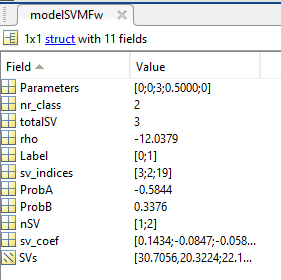 modelSVMFw
1x1 struct with 11 fields
Field Value
Parameters [0;0;3;0.5000;0]
nr_class 2
totalSV 3
rho -12.0379
Label [0;1]
sv_indices [3;2;19]
ProbA -0.5844
ProbB 0.3376
nSV [1;2]
sv_coef [0.1434;-0.0847;-0.058...
SVs [30.7056,20.3224;22.1...